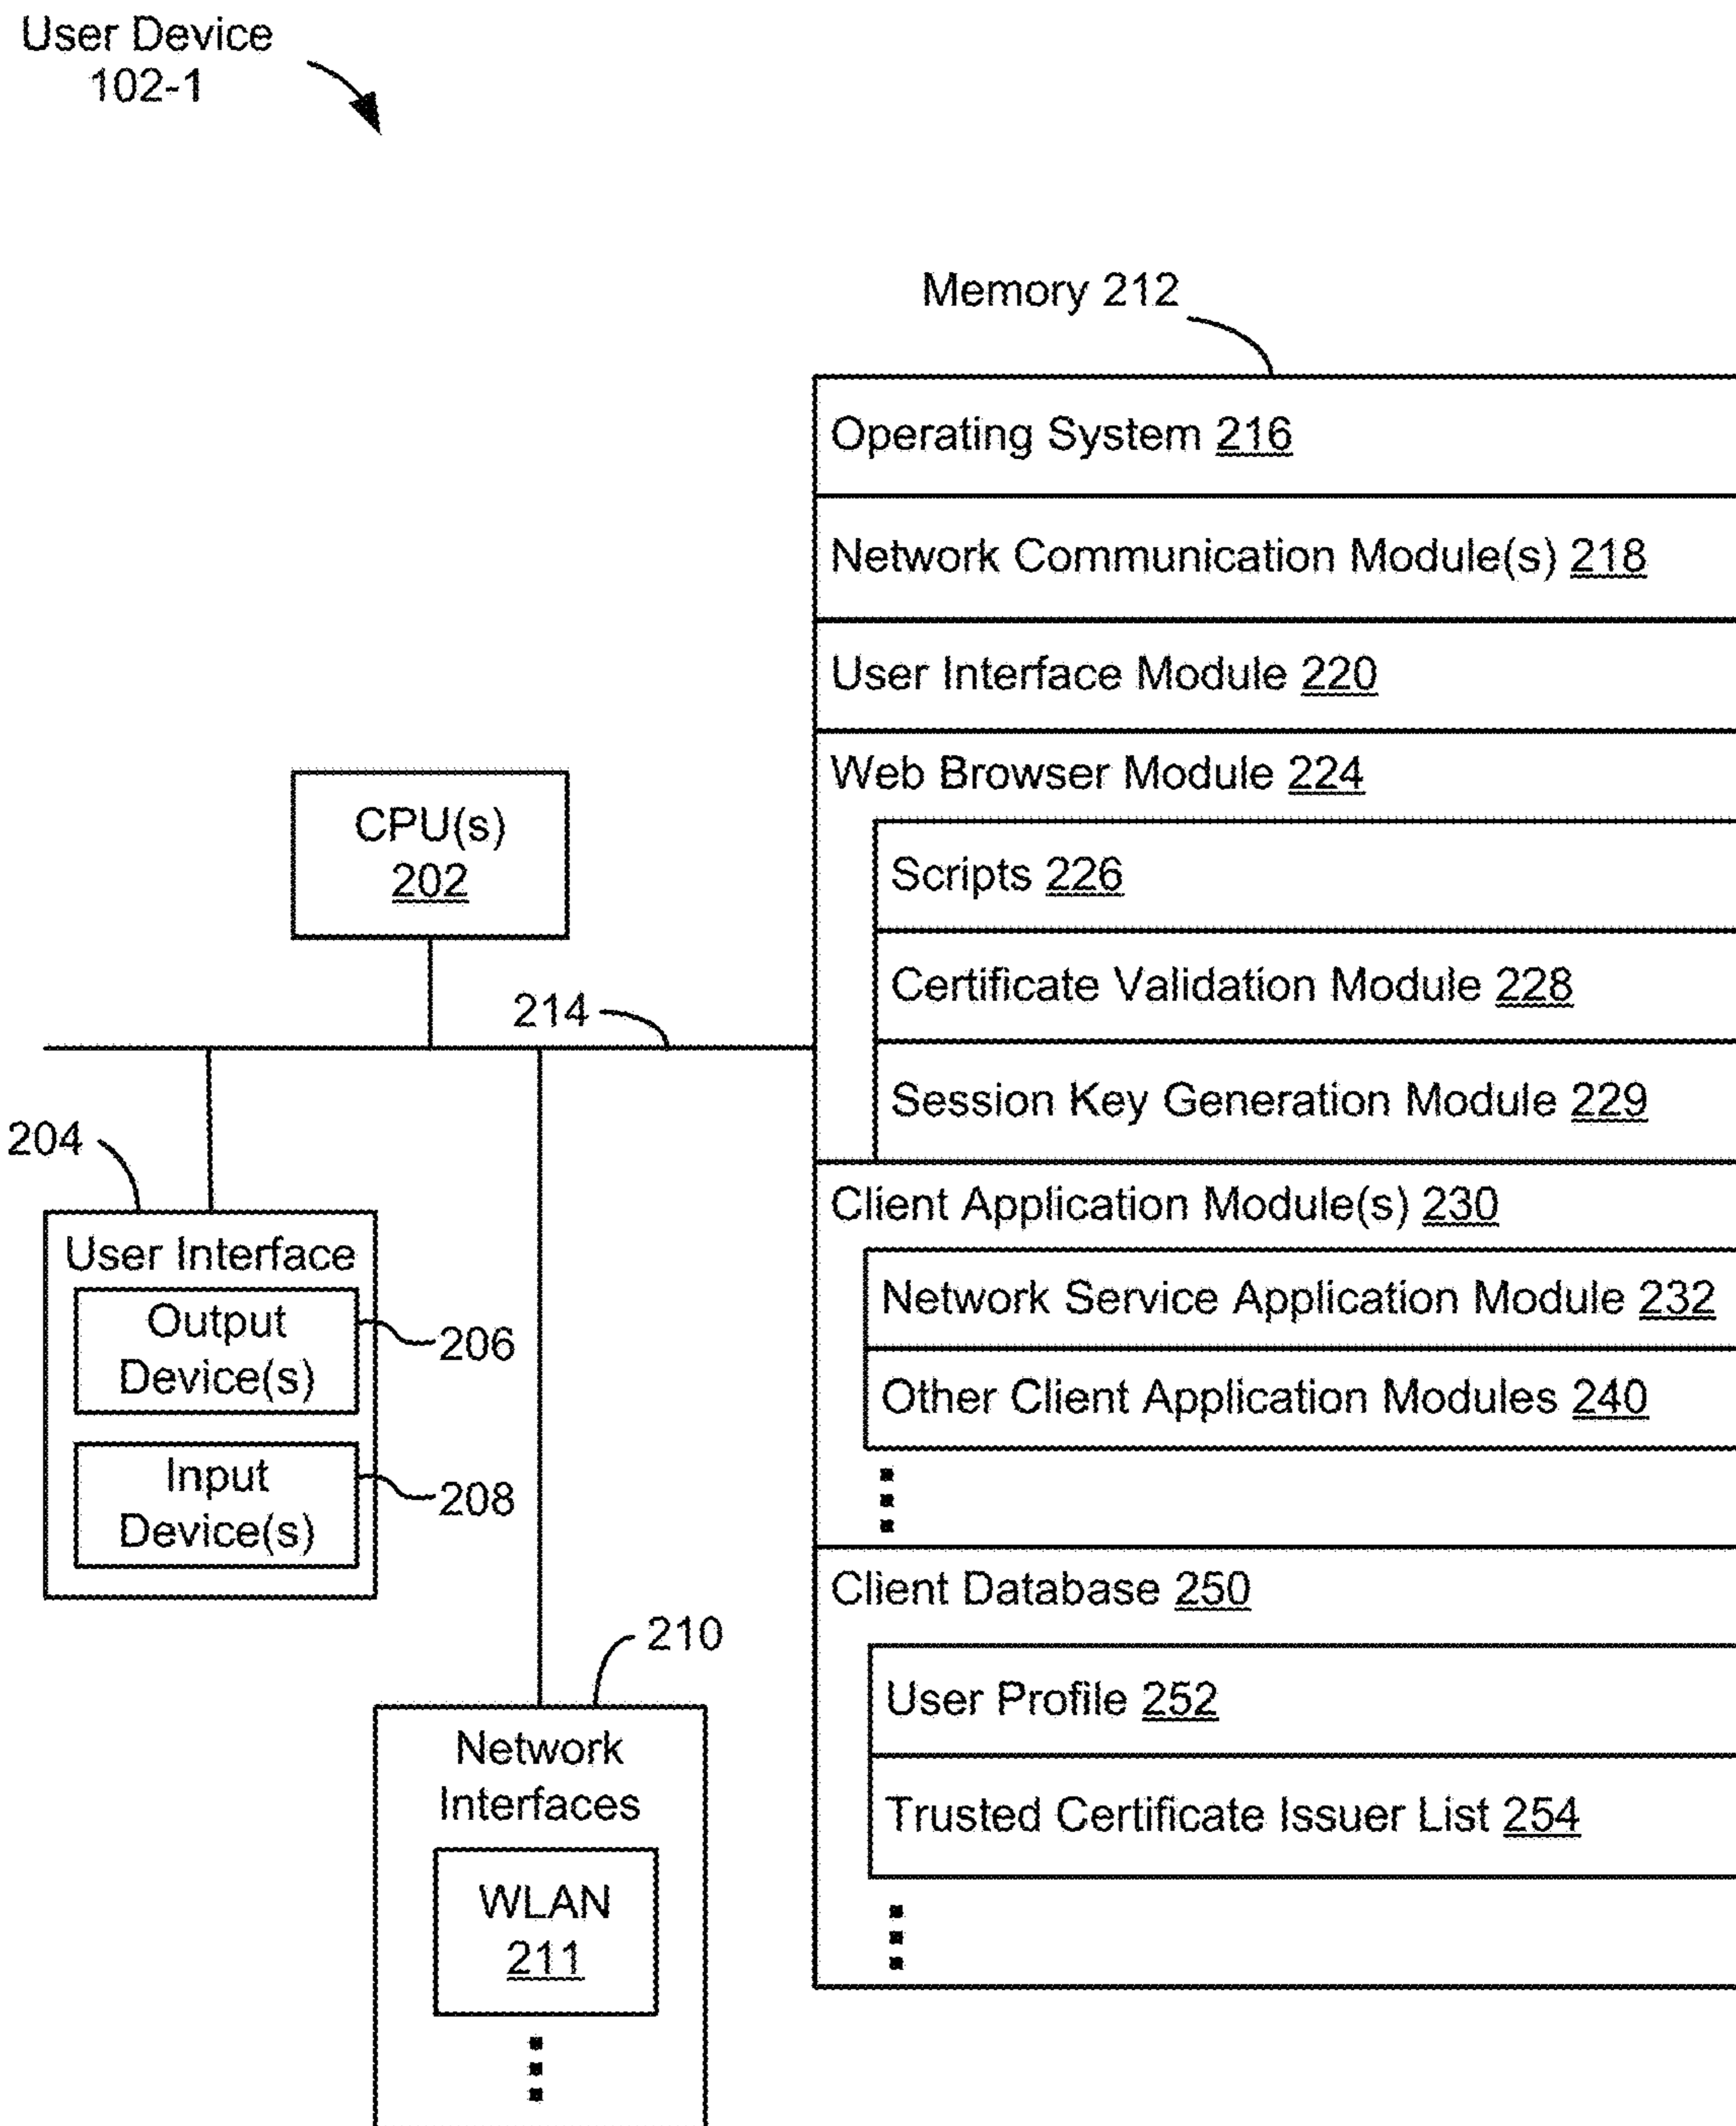 User Device
102-1
Memory 212
Operating System 216
Network Communication Module(s) 218
User Interface Module 220
Web Browser Module 224
Scripts 226
Certificate Validation Module 228
Session Key Generation Module 229
Client Application Module(s) 230
Network Service Application Module 232
Other Client Application Modules 240
Client Database 250
User Profile 252
Trusted Certificate Issuer List 254
CPU(s)
202
214
204
User Interface
Output
Device(s)
206
Input
Device(s)
208
210
Network
Interfaces
WLAN
211